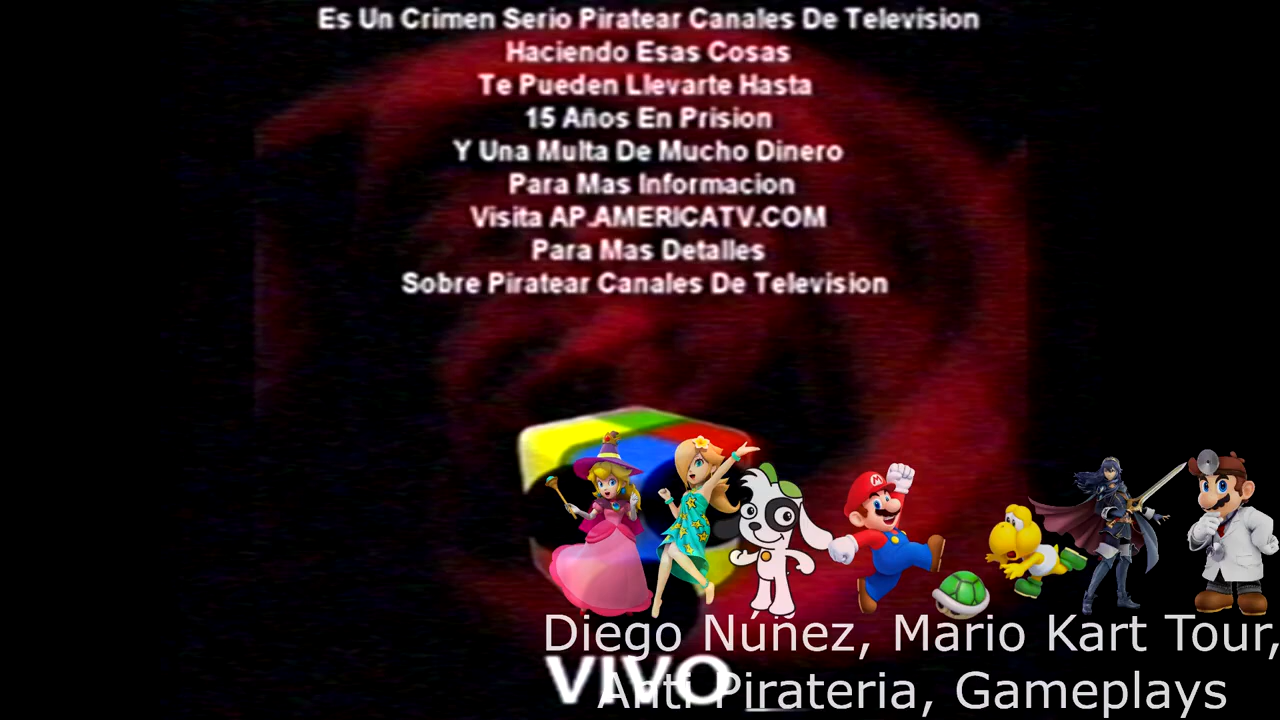 Es Un Crimen Serio Piratear Canales De Television
Haciendo Esas Cosas
Te Pueden Llevarte Hasta
15 Años En Prision
Y Una Multa De Mucho Dinero
Para Mas Informacion
Visita AP.AMERICATV.COM
Para Mas Detalles
Sobre Piratear Canales De Television
Diego Núñez, Mario Kart Tour,
VIVO
Anti Pirateria, Gameplays